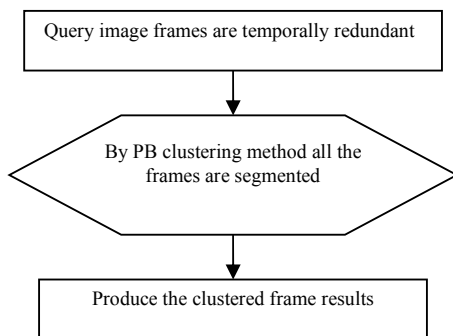 Query image frames are temporally redundant
By PB clustering method all the
frames are segmented
Produce the clustered frame results